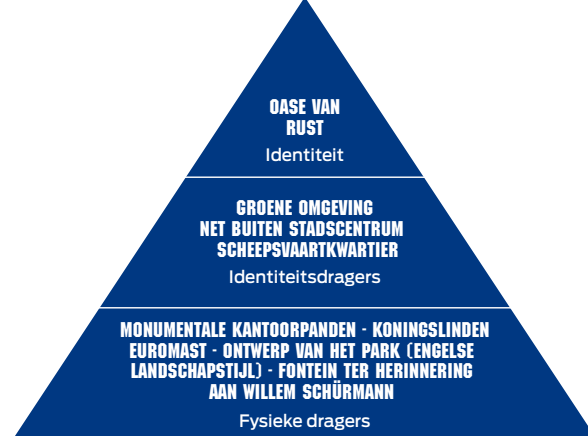 OASE VAN
RUST
Identiteit
GROENE OMGEVING
NET BUITEN STADSCENTRUM
SCHEEPSVAARTKWARTIER
Identiteitsdragers
MONUMENTALE KANTOORPANDEN - KONINGSLINDEN
EUROMAST - ONTWERP VAN HET PARK (ENGELSE
LANDSCHAPSTIJL) - FONTEIN TER HERINNERING
AAN WILLEM SCHÜRMANN
Fysieke dragers